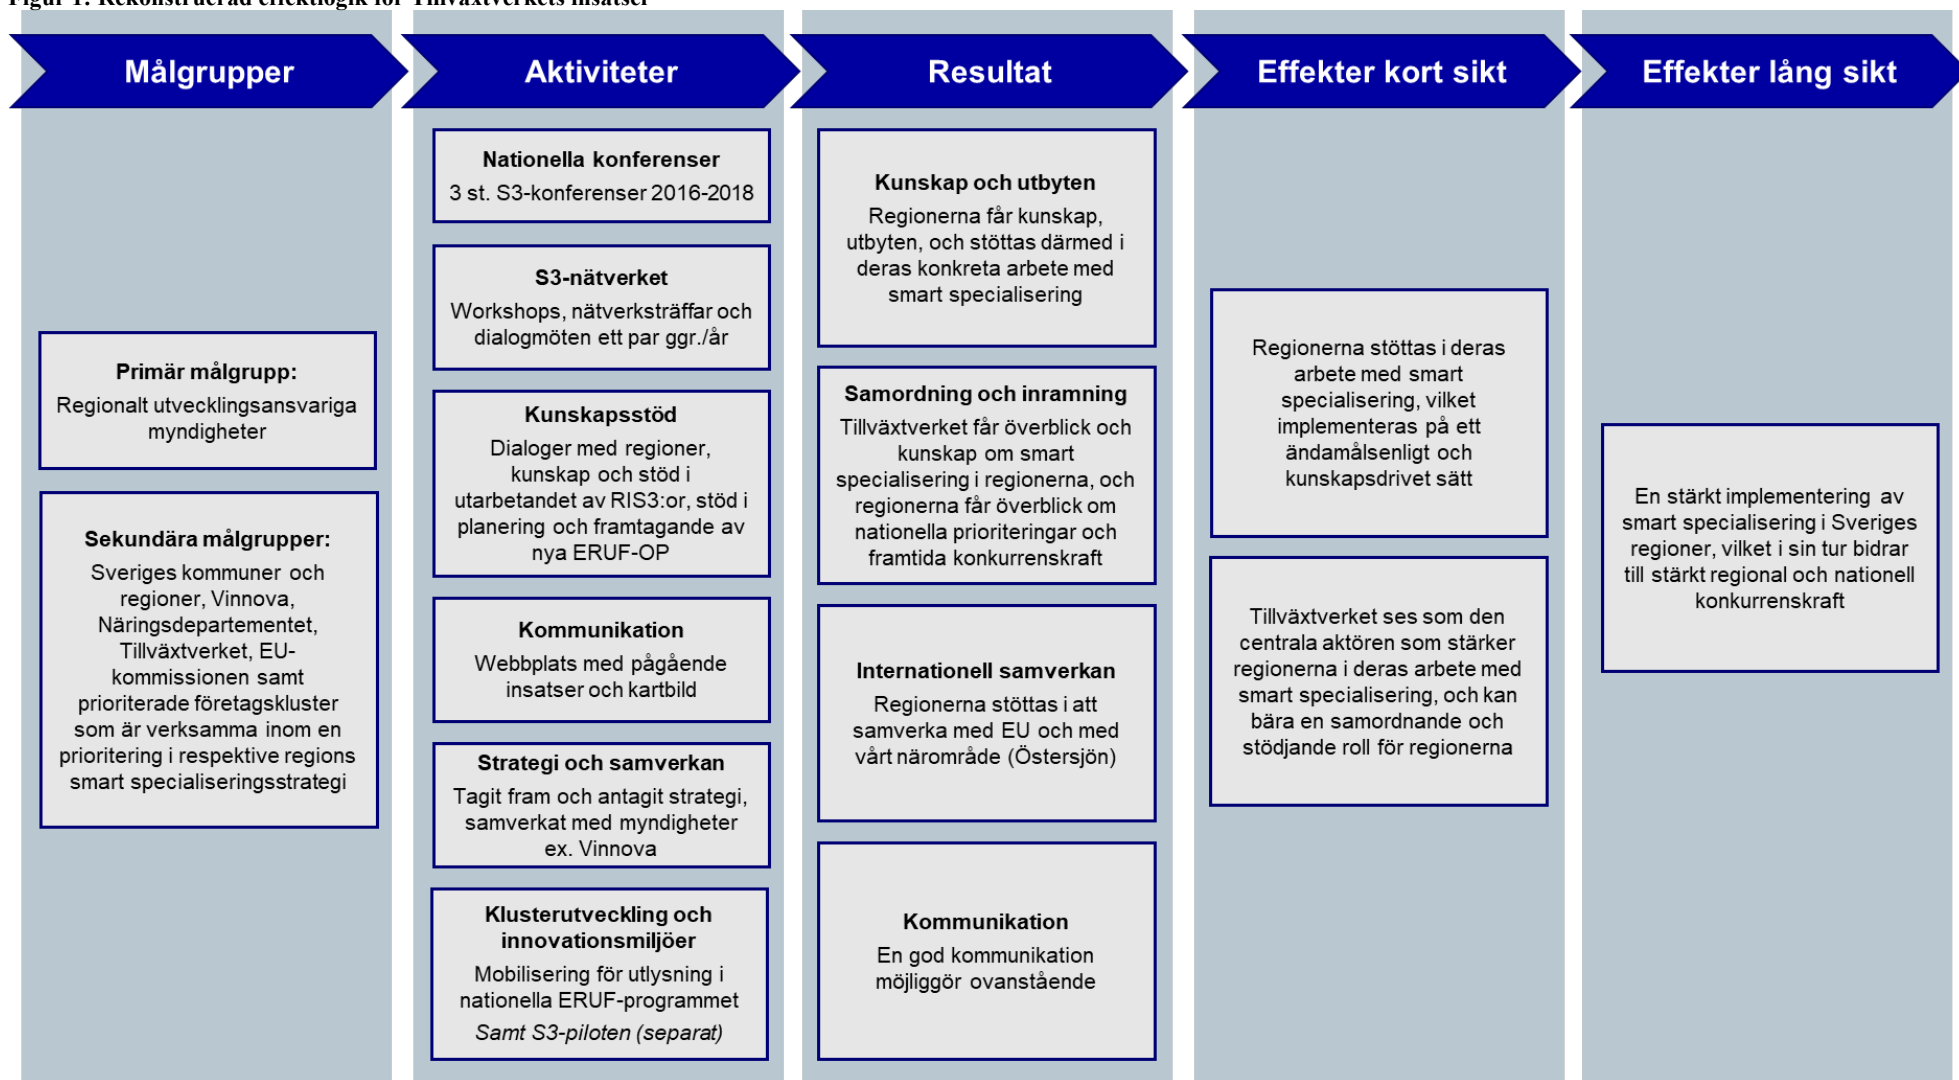 Figur 1: Rekonstruerad effektlogik för Tillväxtverkets insatser
Målgrupper
Primär målgrupp:
Regionalt utvecklingsansvariga
myndigheter
Sekundära målgrupper:
Sveriges kommuner och
regioner, Vinnova,
Näringsdepartementet,
Tillväxtverket, EU-
kommissionen samt
prioriterade företagskluster
som är verksamma inom en
prioritering i respektive regions
smart specialiseringsstrategi
Aktiviteter
Nationella konferenser
3 st. S3-konferenser 2016-2018
S3-nätverket
Workshops, nätverksträffar och
dialogmöten ett par ggr./år
Kunskapsstöd
Dialoger med regioner,
kunskap och stöd i
utarbetandet av RIS3:or, stöd i
planering och framtagande av
nya ERUF-OP
Kommunikation
Webbplats med pågående
insatser och kartbild
Strategi och samverkan
Tagit fram och antagit strategi,
samverkat med myndigheter
ex. Vinnova
Klusterutveckling och
innovationsmiljöer
Mobilisering för utlysning i
nationella ERUF-programmet
Samt S3-piloten (separat)
Resultat
Kunskap och utbyten
Regionerna får kunskap,
utbyten, och stöttas därmed i
deras konkreta arbete med
smart specialisering
Samordning och inramning
Tillväxtverket får överblick och
kunskap om smart
specialisering i regionerna, och
regionerna får överblick om
nationella prioriteringar och
framtida konkurrenskraft
Internationell samverkan
Regionerna stöttas i att
samverka med EU och med
vårt närområde (Östersjön)
Kommunikation
En god kommunikation
möjliggör ovanstående
Effekter kort sikt
Regionerna stöttas i deras
arbete med smart
specialisering, vilket
implementeras på ett
ändamålsenligt och
kunskapsdrivet sätt
Tillväxtverket ses som den
centrala aktören som stärker
regionerna i deras arbete med
smart specialisering, och kan
bära en samordnande och
stödjande roll för regionerna
Effekter lång sikt
En stärkt implementering av
smart specialisering i Sveriges
regioner, vilket i sin tur bidrar
till stärkt regional och nationell
konkurrenskraft